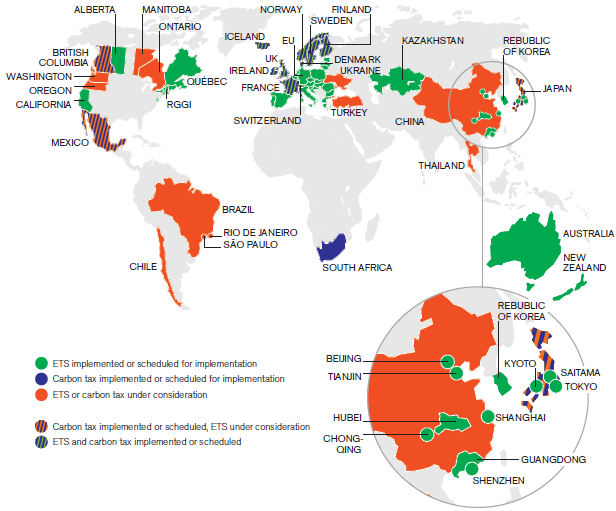 ALBERTA
MANITOBA
ONTARIO
BRITISH
COLUMBIA
WASHINGTON
OREGON
CALIFORNIA
QUÉBEC
RGGI
MEXICO
ICELAND
NORWAY
FINLAND
SWEDEN
EU
UK
IRELAND
DENMARK
UKRAINE
FRANCE
SWITZERLAND
TURKEY
KAZAKHSTAN
REBUBLIC
OF KOREA
JAPAN
CHINA
THAILAND
BRAZIL
RIO DE JANEIRO
SÃO PAULO
CHILE
SOUTH AFRICA
AUSTRALIA
NEW
ZEALAND
REBUBLIC
OF KOREA
BEIJING
TIANJIN
KYOTO
SAITAMA
TOKYO
HUBEI
SHANGHAI
CHONG-
QING
GUANGDONG
SHENZHEN
ETS implemented or scheduled for implementation
Carbon tax implemented or scheduled for implementation
ETS or carbon tax under consideration
Carbon tax implemented or scheduled, ETS under consideration
ETS and carbon tax implemented or scheduled